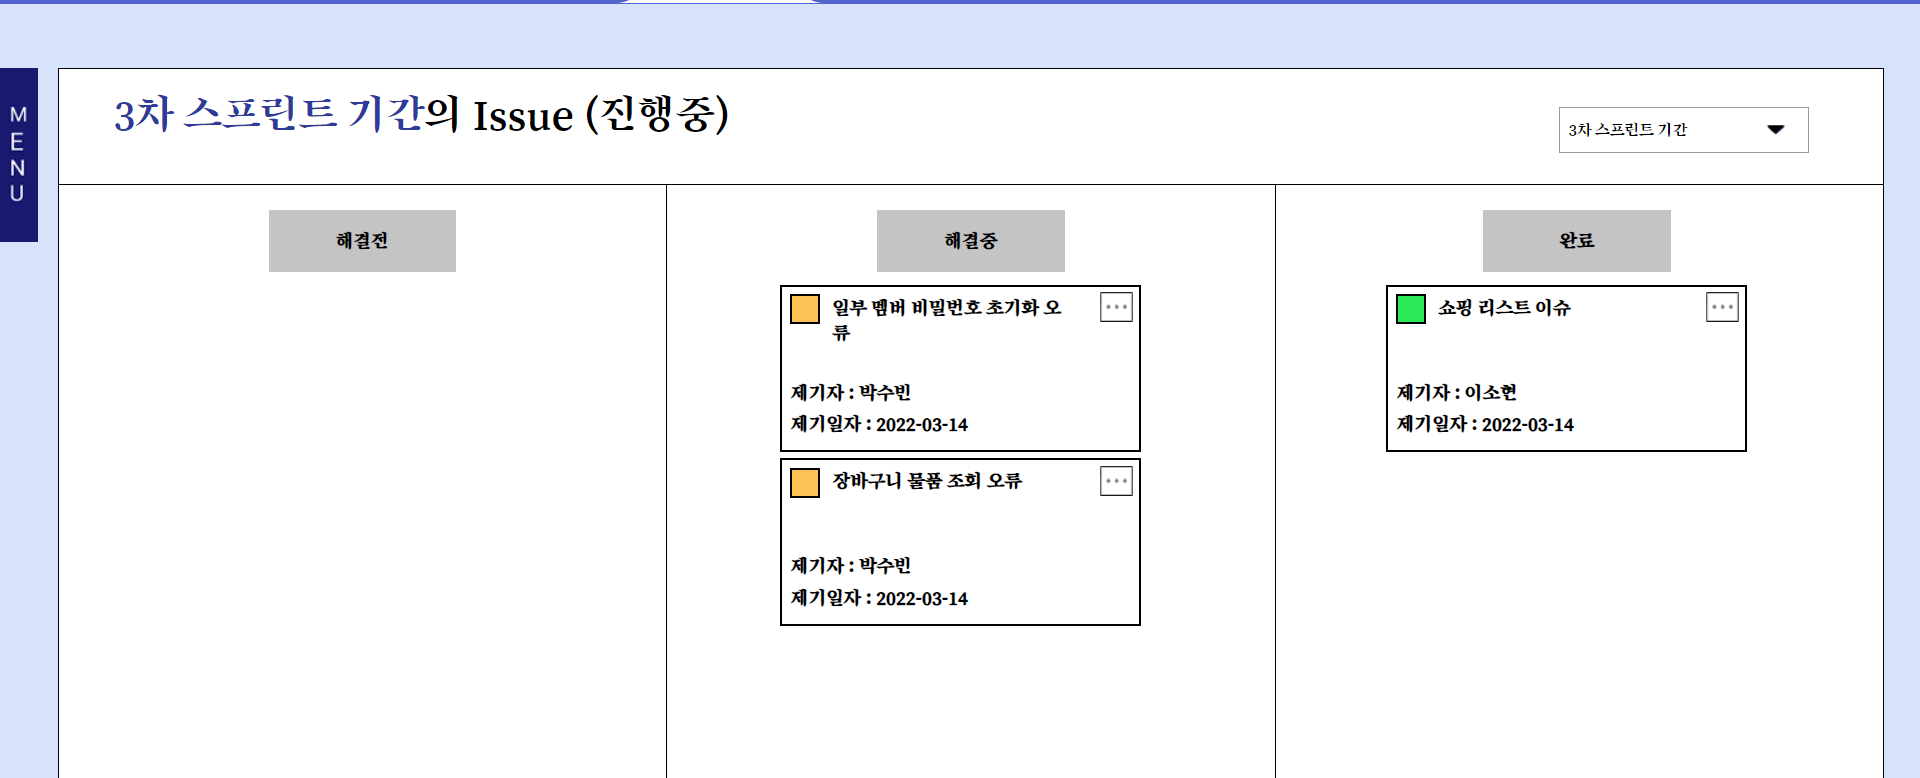 MENU
3차 스프린트 기간의 Issue (진행중)
3차 스프린트 기간
해결전
해결중
완료
일부 멤버 비밀번호 초기화 오
류
제기자 : 박수빈
제기일자 : 2022-03-14
장바구니 물품 조회 오류
제기자 : 박수빈
제기일자 : 2022-03-14
쇼핑 리스트 이슈
제기자 : 이소현
제기일자 : 2022-03-14